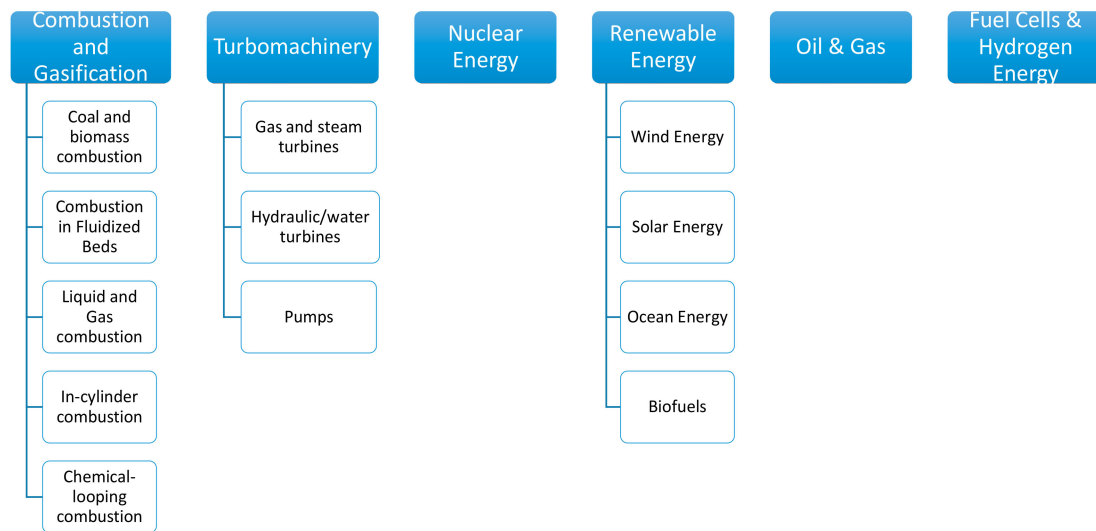 Combustion
and
Gasification
Turbomachinery
Nuclear
Energy
Renewable
Energy
Oil & Gas
Fuel Cells &
Hydrogen
Energy
Coal and
biomass
combustion
Combustion
in Fluidized
Beds
Liquid and
Gas
combustion
In-cylinder
combustion
Chemical-
looping
combustion
Gas and steam
turbines
Hydraulic/water
turbines
Pumps
Wind Energy
Solar Energy
Ocean Energy
Biofuels